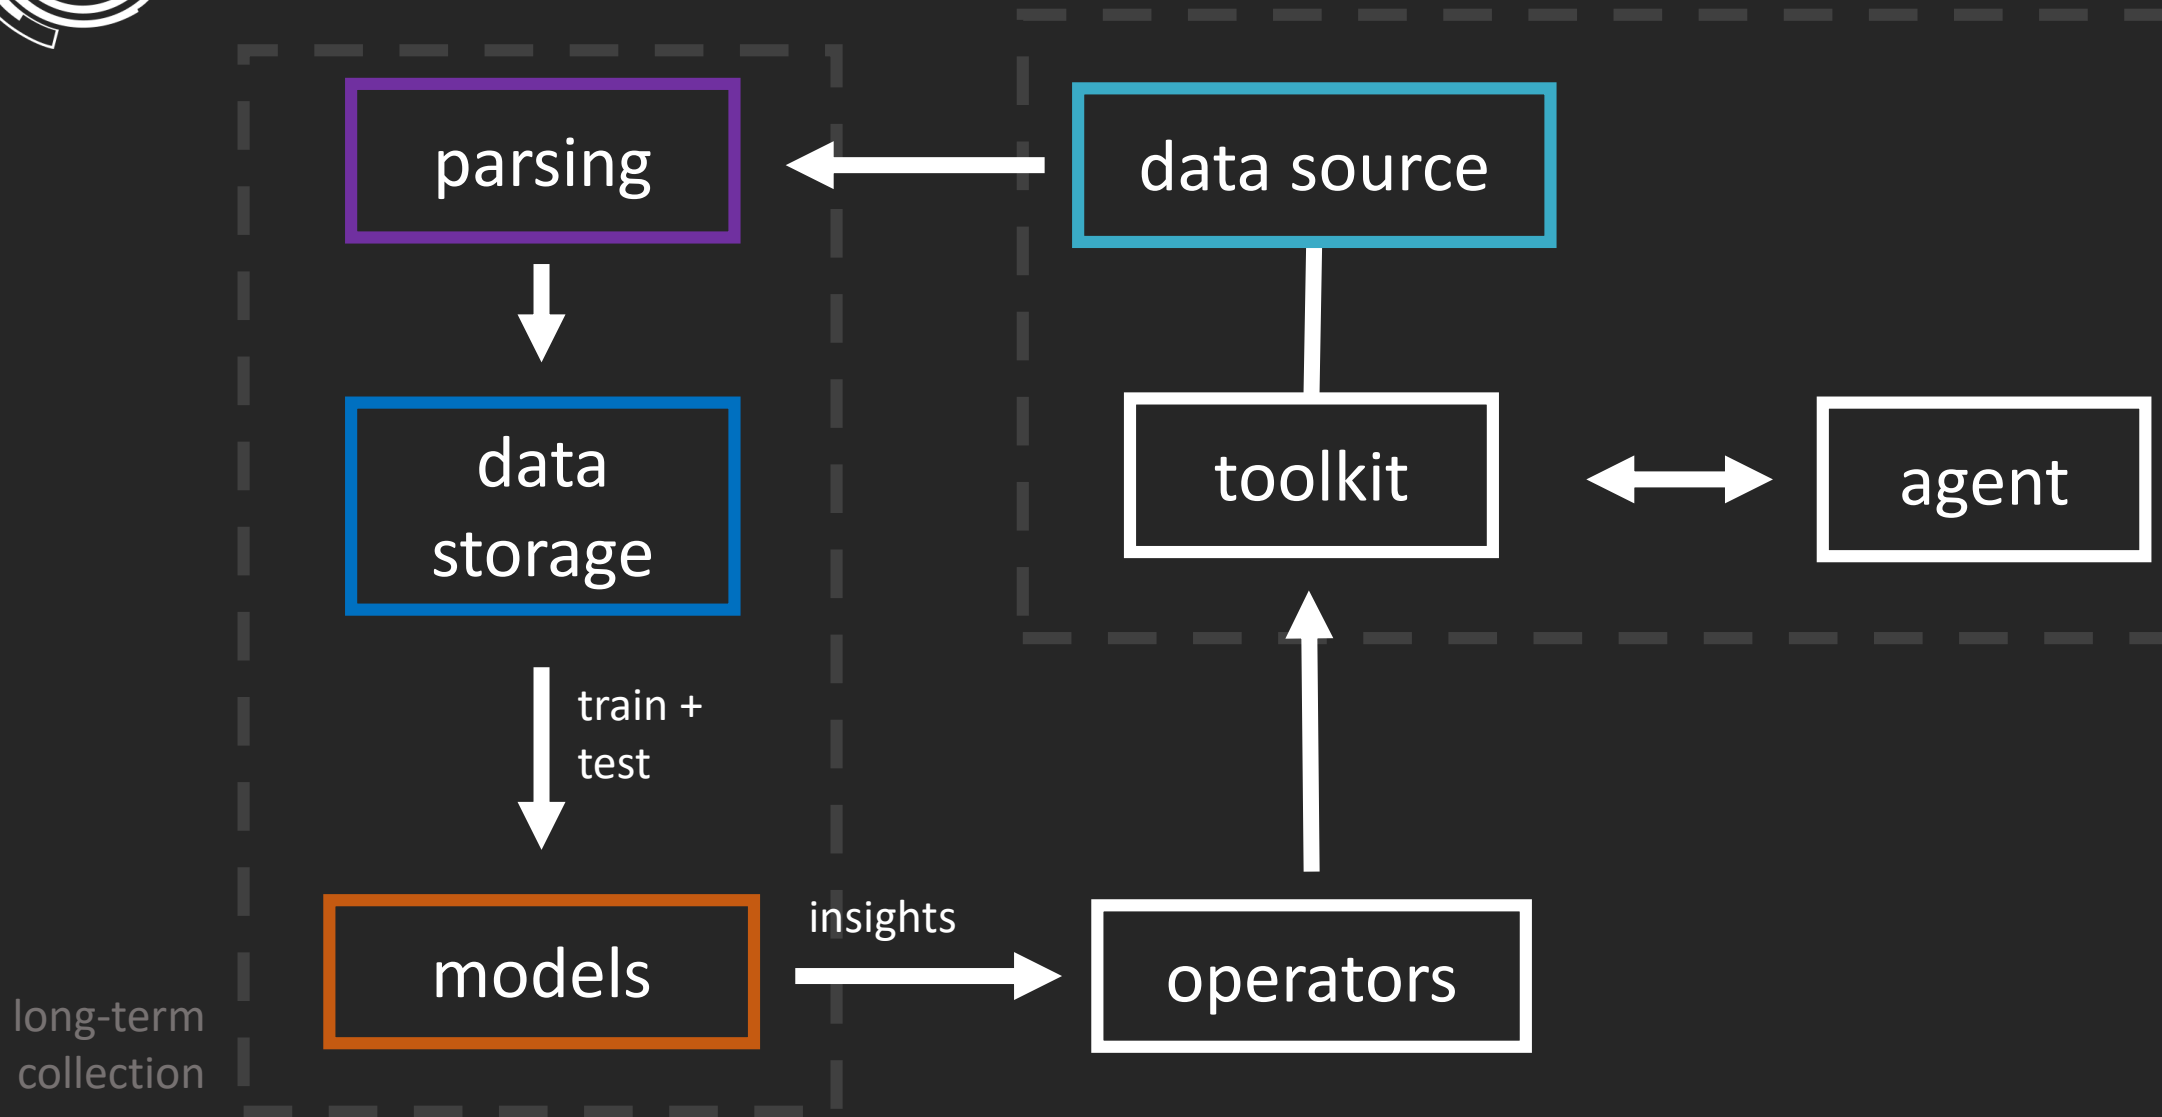 parsing
data source
data
storage
toolkit
agent
train +
test
insights
models
operators
long-term
collection